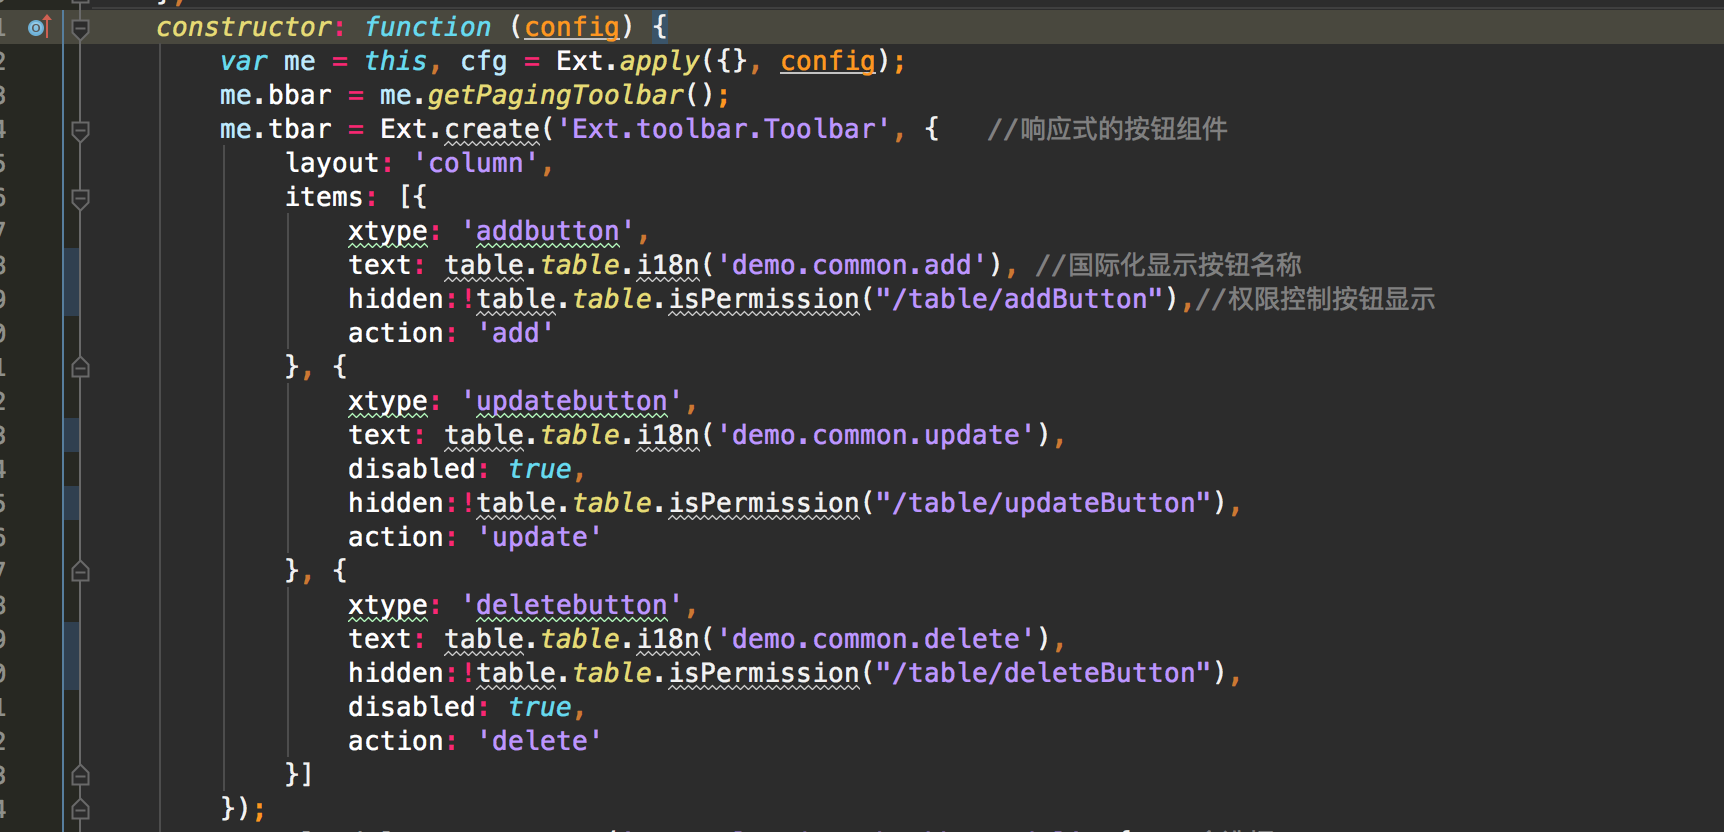 constructor: function (config) {
var me = this, cfg = Ext.apply({}, config);
me.bbar = me.getPagingToolbar();
me.tbar = Ext.create('Ext.toolbar.Toolbar', {   //响应式的按钮组件
layout: 'column',
items: [{
xtype: 'addbutton',
text: table.table.i18n('demo.common.add'), //国际化显示按钮名称
hidden:!table.table.isPermission("/table/addButton"),//权限控制按钮显示
action: 'add'
}, {
xtype: 'updatebutton',
text: table.table.i18n('demo.common.update'),
disabled: true,
hidden:!table.table.isPermission("/table/updateButton"),
action: 'update'
}, {
xtype: 'deletebutton',
text: table.table.i18n('demo.common.delete'),
hidden:!table.table.isPermission("/table/deleteButton"),
disabled: true,
action: 'delete'
}]
});